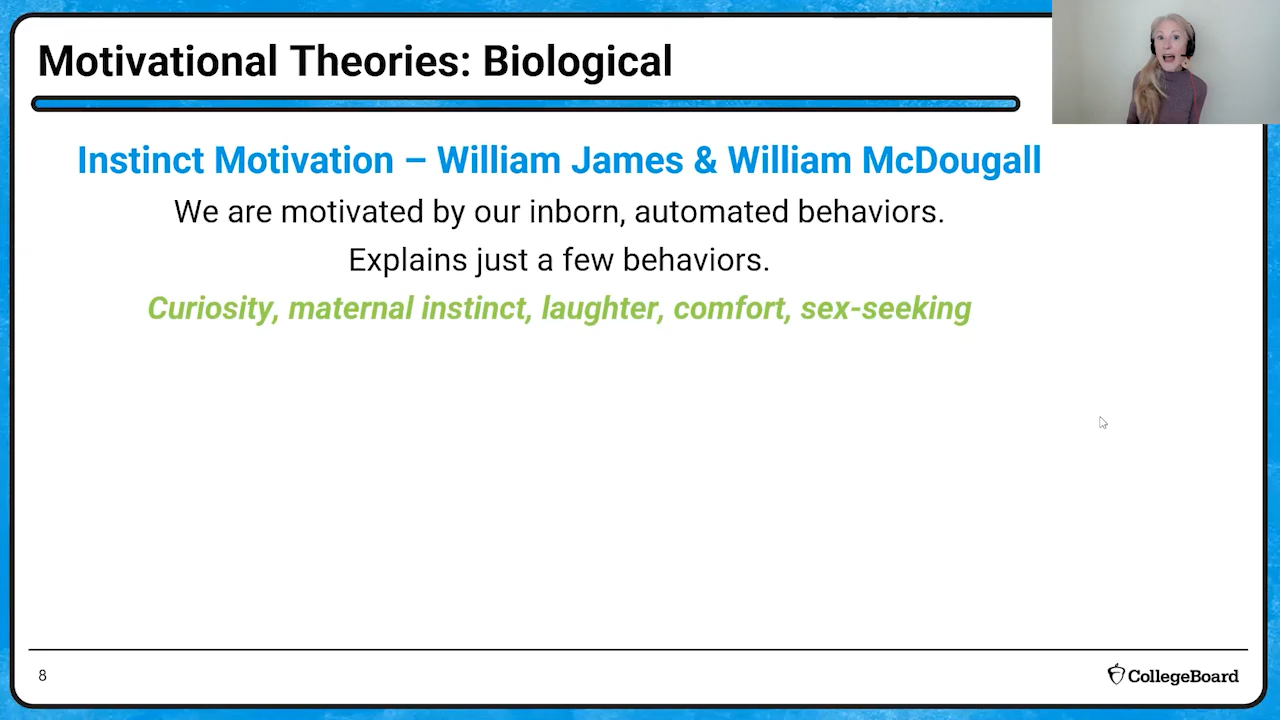 Motivational Theories: Biological
Instinct Motivation – William James & William McDougall
We are motivated by our inborn, automated behaviors.
Explains just a few behaviors.
Curiosity, maternal instinct, laughter, comfort, sex-seeking
8
CollegeBoard